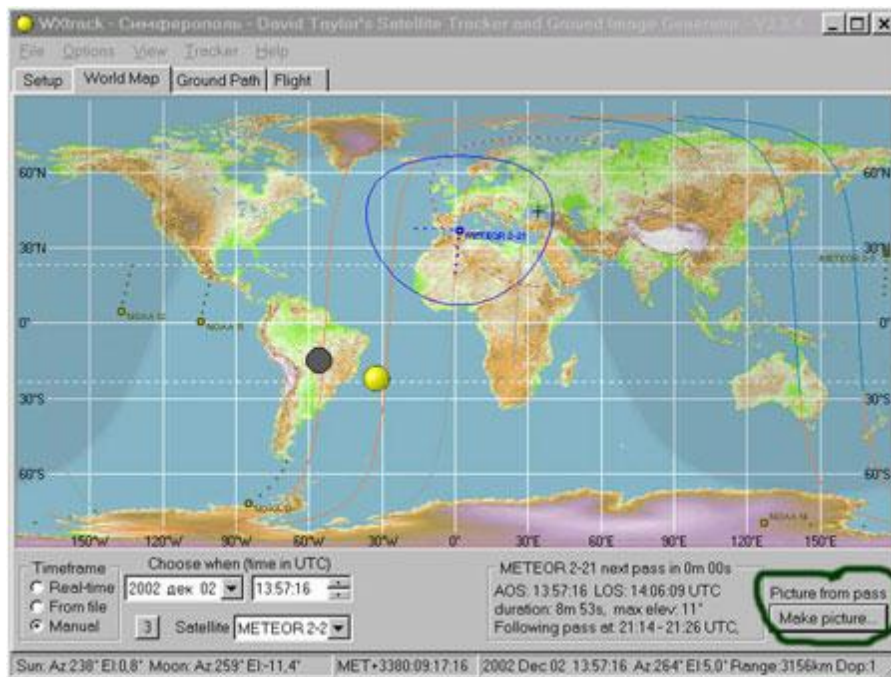 WXtrack - Симферополь - David Taylor's Satellite Tracker and Ground Image Generator -
File Options View Tracker Help
Setup World Map Ground Path Flight
60°N 60°N
METEOR 2-21
30°N 30°N
NOAA
0° 0°
30°S 30°S
60°S 60°S
NOAA
150°W 120°W 90°W 60°W 30°W 0° 30°E 60°E 90°E 120°E 150°E
Timeframe
Real-time
From file
Manual
Choose when (time in UTC)
2002 дек 02 13:57:16
3 Satellite METEOR 2-2
METEOR 2-21 next pass in 0m 00s
AOS: 13:57:16 LOS: 14:06:09 UTC
duration: 8m 53s, max elev: 11°
Following pass at: 21:14 - 21:26 UTC,
Picture from pass
Make picture...
Sun: Az:238° El:0,8° Moon: Az:259° El:-11,4° MET+3380:09:17:16 2002 Dec 02 13:57:16 Az:264° El:5,0° Range:3156km Dop:1